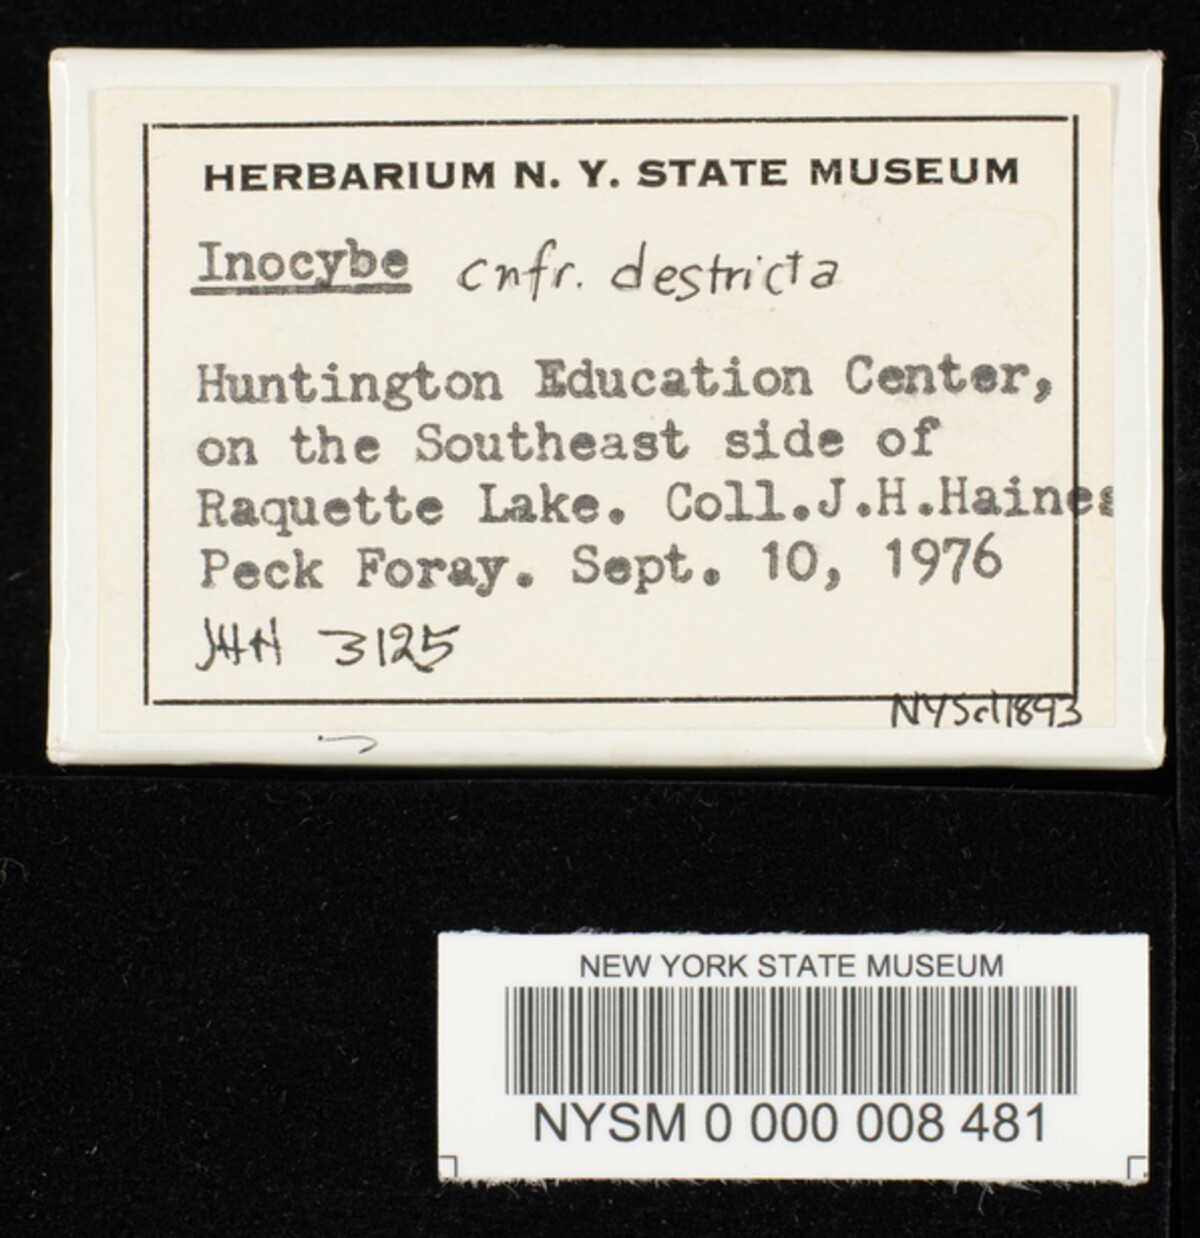 HERBARIUM N. Y. STATE MUSEUM
Inocybe cnfr. destricta
Huntington Education Center,
on the Southeast side of
Raquette Lake. Coll.J.H.Haines
Peck Foray. Sept. 10, 1976
JHH 3125
NYSd1893
NEW YORK STATE MUSEUM
NYSM 0 000 008 481